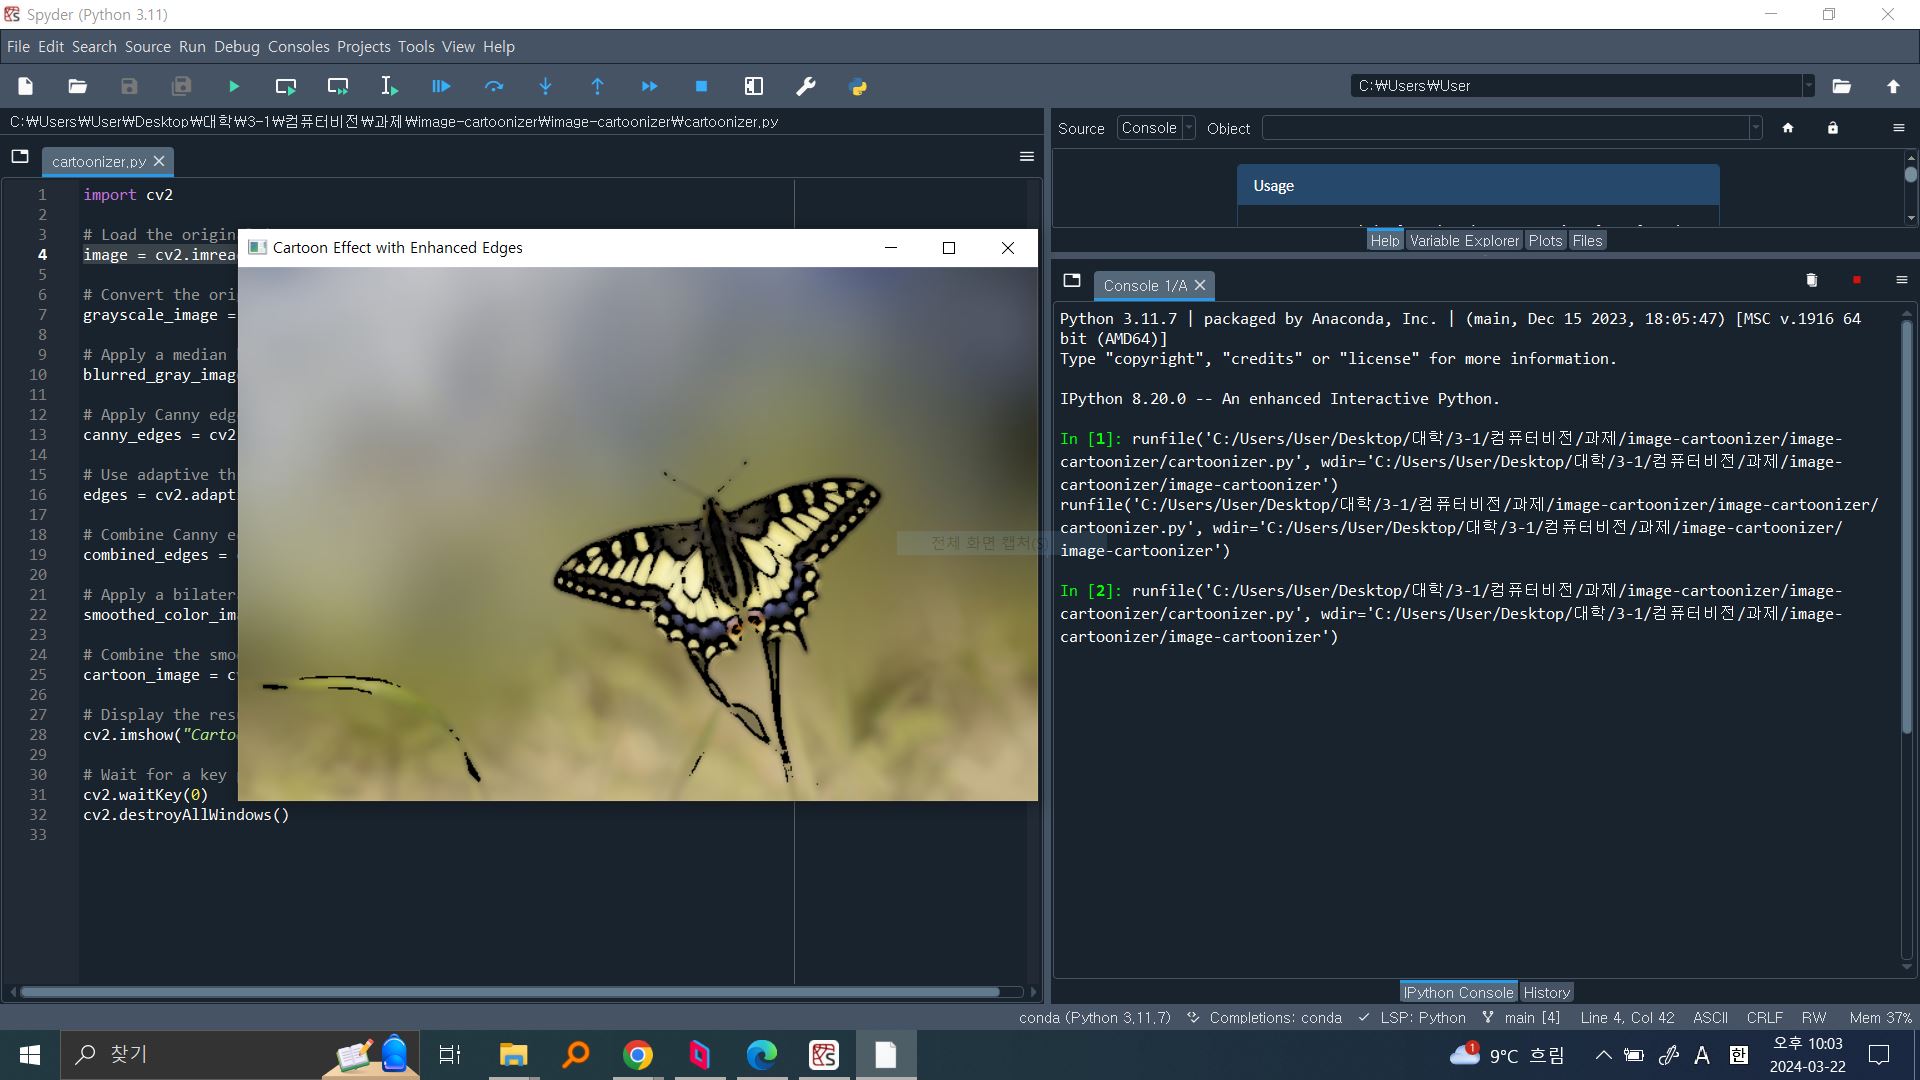 Spyder (Python 3.11)
File Edit Search Source Run Debug Consoles Projects Tools View Help
C:₩Users₩User
C:₩Users₩User₩Desktop₩대학₩3-1₩컴퓨터비전₩과제₩image-cartoonizer₩image-cartoonizer₩cartoonizer.py
cartoonizer.py
1 import cv2
2
3 # Load the origin
4 image = cv2.imrea
5
6 # Convert the ori
7 grayscale_image =
8
9 # Apply a median
10 blurred_gray_imag
11
12 # Apply Canny edg
13 canny_edges = cv2
14
15 # Use adaptive th
16 edges = cv2.adapt
17
18 # Combine Canny e
19 combined_edges =
20
21 # Apply a bilater
22 smoothed_color_im
23
24 # Combine the smo
25 cartoon_image = c
26
27 # Display the res
28 cv2.imshow("Carto
29
30 # Wait for a key
31 cv2.waitKey(0)
32 cv2.destroyAllWindows()
33
Cartoon Effect with Enhanced Edges
전체 화면 캡처(S)
Source Console Object
Usage
Help Variable Explorer Plots Files
Console 1/A
Python 3.11.7 | packaged by Anaconda, Inc. | (main, Dec 15 2023, 18:05:47) [MSC v.1916 64
bit (AMD64)]
Type "copyright", "credits" or "license" for more information.
IPython 8.20.0 -- An enhanced Interactive Python.
In [1]: runfile('C:/Users/User/Desktop/대학/3-1/컴퓨터비전/과제/image-cartoonizer/image-
cartoonizer/cartoonizer.py', wdir='C:/Users/User/Desktop/대학/3-1/컴퓨터비전/과제/image-
cartoonizer/image-cartoonizer')
runfile('C:/Users/User/Desktop/대학/3-1/컴퓨터비전/과제/image-cartoonizer/image-cartoonizer/
cartoonizer.py', wdir='C:/Users/User/Desktop/대학/3-1/컴퓨터비전/과제/image-cartoonizer/
image-cartoonizer')
In [2]: runfile('C:/Users/User/Desktop/대학/3-1/컴퓨터비전/과제/image-cartoonizer/image-
cartoonizer/cartoonizer.py', wdir='C:/Users/User/Desktop/대학/3-1/컴퓨터비전/과제/image-
cartoonizer/image-cartoonizer')
IPython Console History
conda (Python 3.11.7) Completions: conda LSP: Python main [4] Line 4, Col 42 ASCII CRLF RW Mem 37%
찾기
1 9°C 흐림 A 한 오후 10:03
2024-03-22